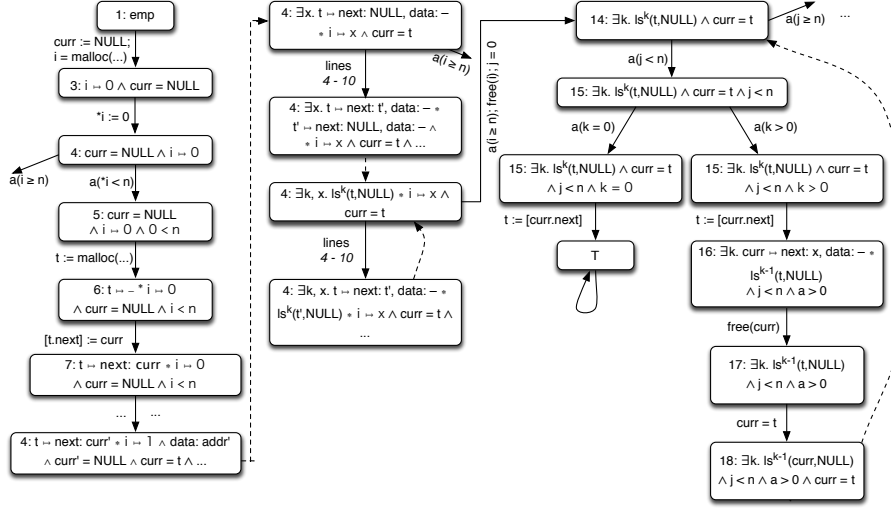 1: emp
curr := NULL;
i = malloc(...)
3: i ↦ 0 ∧ curr = NULL
*i := 0
4: curr = NULL ∧ i ↦ 0
a(i ≥ n)
a(*i < n)
5: curr = NULL
∧ i ↦ 0 ∧ 0 < n
t := malloc(...)
6: t ↦ – * i ↦ 0
∧ curr = NULL ∧ i < n
[t.next] := curr
7: t ↦ next: curr * i ↦ 0
∧ curr = NULL ∧ i < n
... ...
4: t ↦ next: curr' * i ↦ 1 ∧ data: addr'
∧ curr' = NULL ∧ curr = t ∧ ...
4: ∃x. t ↦ next: NULL, data: –
* i ↦ x ∧ curr = t
a(i ≥ n)
lines
4 - 10
4: ∃x. t ↦ next: t', data: – *
t' ↦ next: NULL, data: – ∧
* i ↦ x ∧ curr = t ∧ ...
4: ∃k, x. ls^k(t,NULL) * i ↦ x ∧
curr = t
lines
4 - 10
4: ∃k, x. t ↦ next: t', data: – *
ls^k(t',NULL) * i ↦ x ∧ curr = t ∧
...
a(i ≥ n); free(i); j = 0
14: ∃k. ls^k(t,NULL) ∧ curr = t
a(j ≥ n) ...
a(j < n)
15: ∃k. ls^k(t,NULL) ∧ curr = t ∧ j < n
a(k = 0)
a(k > 0)
15: ∃k. ls^k(t,NULL) ∧ curr = t
∧ j < n ∧ k = 0
t := [curr.next]
T
15: ∃k. ls^k(t,NULL) ∧ curr = t
∧ j < n ∧ k > 0
t := [curr.next]
16: ∃k. curr ↦ next: x, data: – *
ls^k-1(t,NULL)
∧ j < n ∧ a > 0
free(curr)
17: ∃k. ls^k-1(t,NULL)
∧ j < n ∧ a > 0
curr = t
18: ∃k. ls^k-1(curr,NULL)
∧ j < n ∧ a > 0 ∧ curr = t